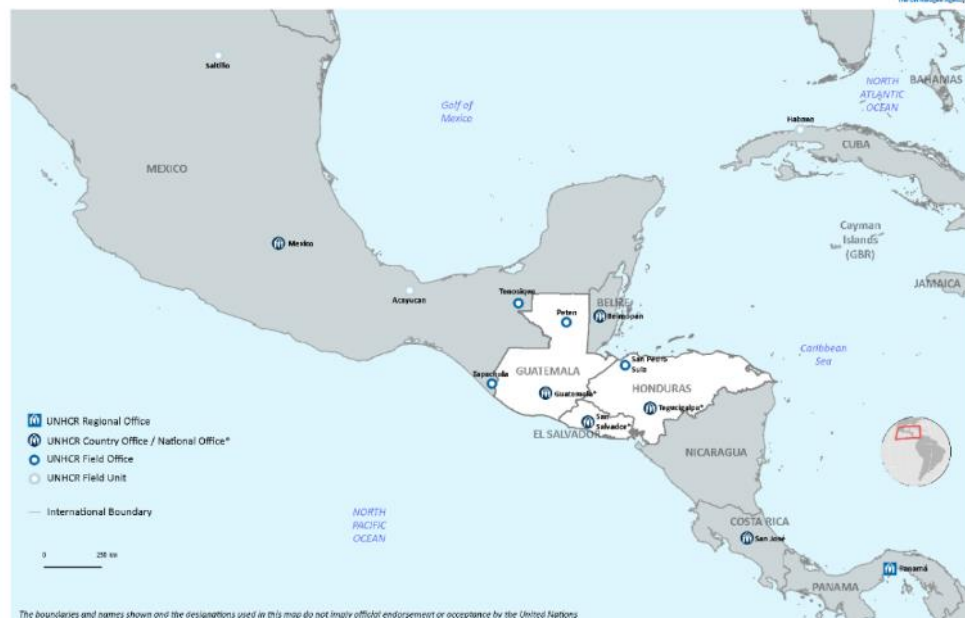 The UN Refugee Agency
Saltillo
Gulf of
Mexico
NORTH
ATLANTIC
OCEAN
BAHAMAS
Habana
CUBA
MEXICO
Cayman
Islands
(GBR)
JAMAICA
Mexico
Acayucan
Tenosique
Peten
BELIZE
Belmopan
Caribbean
Sea
San Pedro
Sula
Tapachula
GUATEMALA
HONDURAS
Guatemala*
Tegucigalpa*
San
Salvador*
EL SALVADOR
NICARAGUA
UNHCR Regional Office
UNHCR Country Office / National Office*
UNHCR Field Office
UNHCR Field Unit
International Boundary
0 250 km
NORTH
PACIFIC
OCEAN
COSTA RICA
San José
Panamá
PANAMA
The boundaries and names shown and the designations used in this map do not imply official endorsement or acceptance by the United Nations